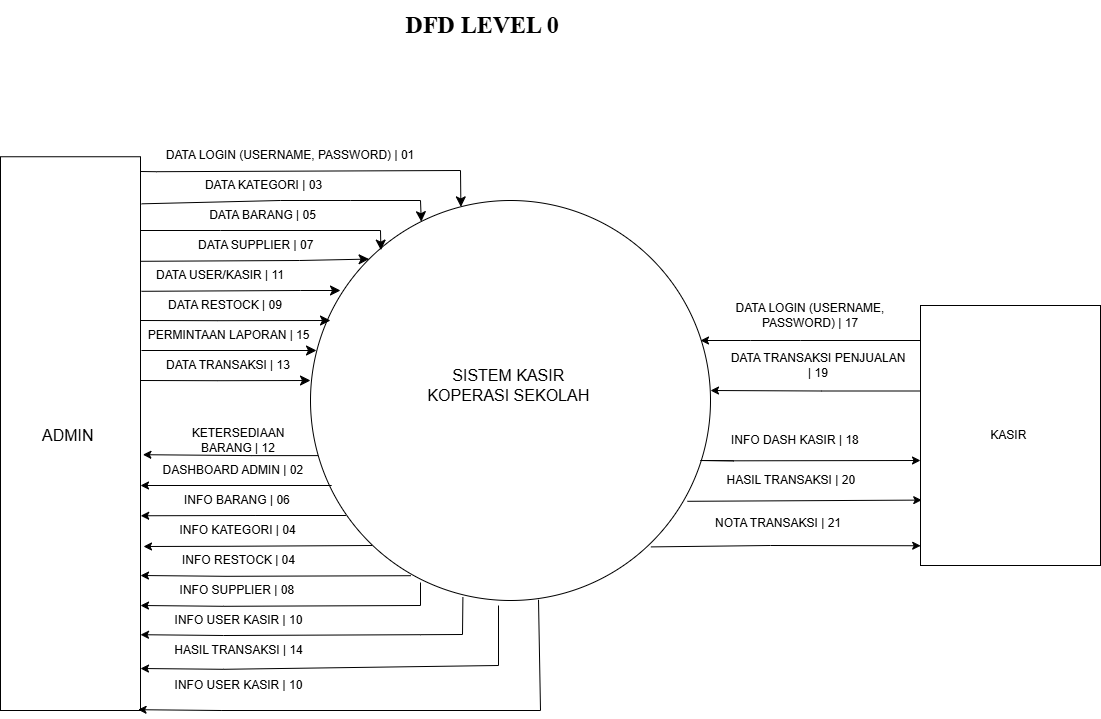 DFD LEVEL 0
DATA LOGIN (USERNAME, PASSWORD) | 01
DATA KATEGORI | 03
DATA BARANG | 05
DATA SUPPLIER | 07
DATA USER/KASIR | 11
DATA RESTOCK | 09
PERMINTAAN LAPORAN | 15
DATA TRANSAKSI | 13
ADMIN
KETERSEDIAAN
BARANG | 12
DASHBOARD ADMIN | 02
INFO BARANG | 06
INFO KATEGORI | 04
INFO RESTOCK | 04
INFO SUPPLIER | 08
INFO USER KASIR | 10
HASIL TRANSAKSI | 14
INFO USER KASIR | 10
SISTEM KASIR
KOPERASI SEKOLAH
DATA LOGIN (USERNAME,
PASSWORD) | 17
DATA TRANSAKSI PENJUALAN
| 19
INFO DASH KASIR | 18
HASIL TRANSAKSI | 20
NOTA TRANSAKSI | 21
KASIR